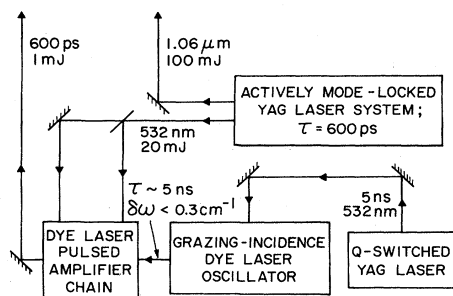 600 ps
1 mJ
1.06 μm
100 mJ
ACTIVELY MODE-LOCKED
YAG LASER SYSTEM;
τ = 600 ps
532 nm
20 mJ
τ ~ 5 ns
δω < 0.3 cm⁻¹
5 ns
532 nm
DYE LASER
PULSED
AMPLIFIER
CHAIN
GRAZING-INCIDENCE
DYE LASER
OSCILLATOR
Q-SWITCHED
YAG LASER